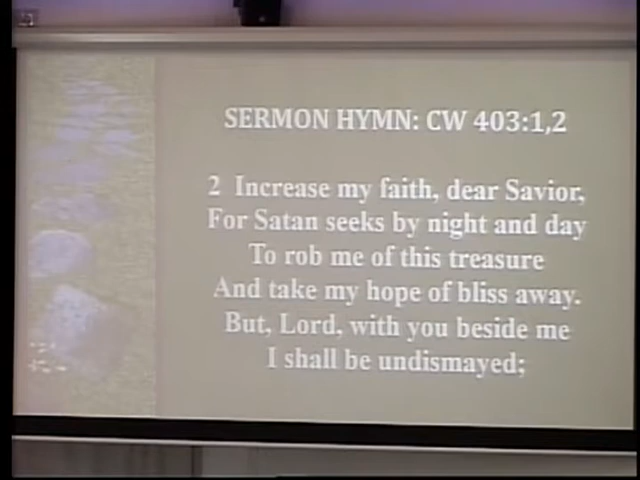 SERMON HYMN: CW 403:1,2
2 Increase my faith, dear Savior,
For Satan seeks by night and day
To rob me of this treasure
And take my hope of bliss away.
But, Lord, with you beside me
I shall be undismayed;